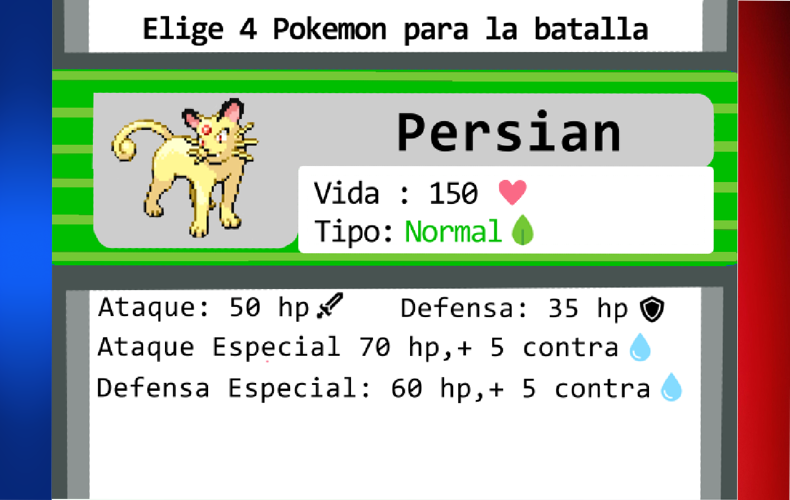 Elige 4 Pokemon para la batalla
Persian
Vida : 150
Tipo: Normal
Ataque: 50 hp Defensa: 35 hp
Ataque Especial 70 hp,+ 5 contra
Defensa Especial: 60 hp,+ 5 contra